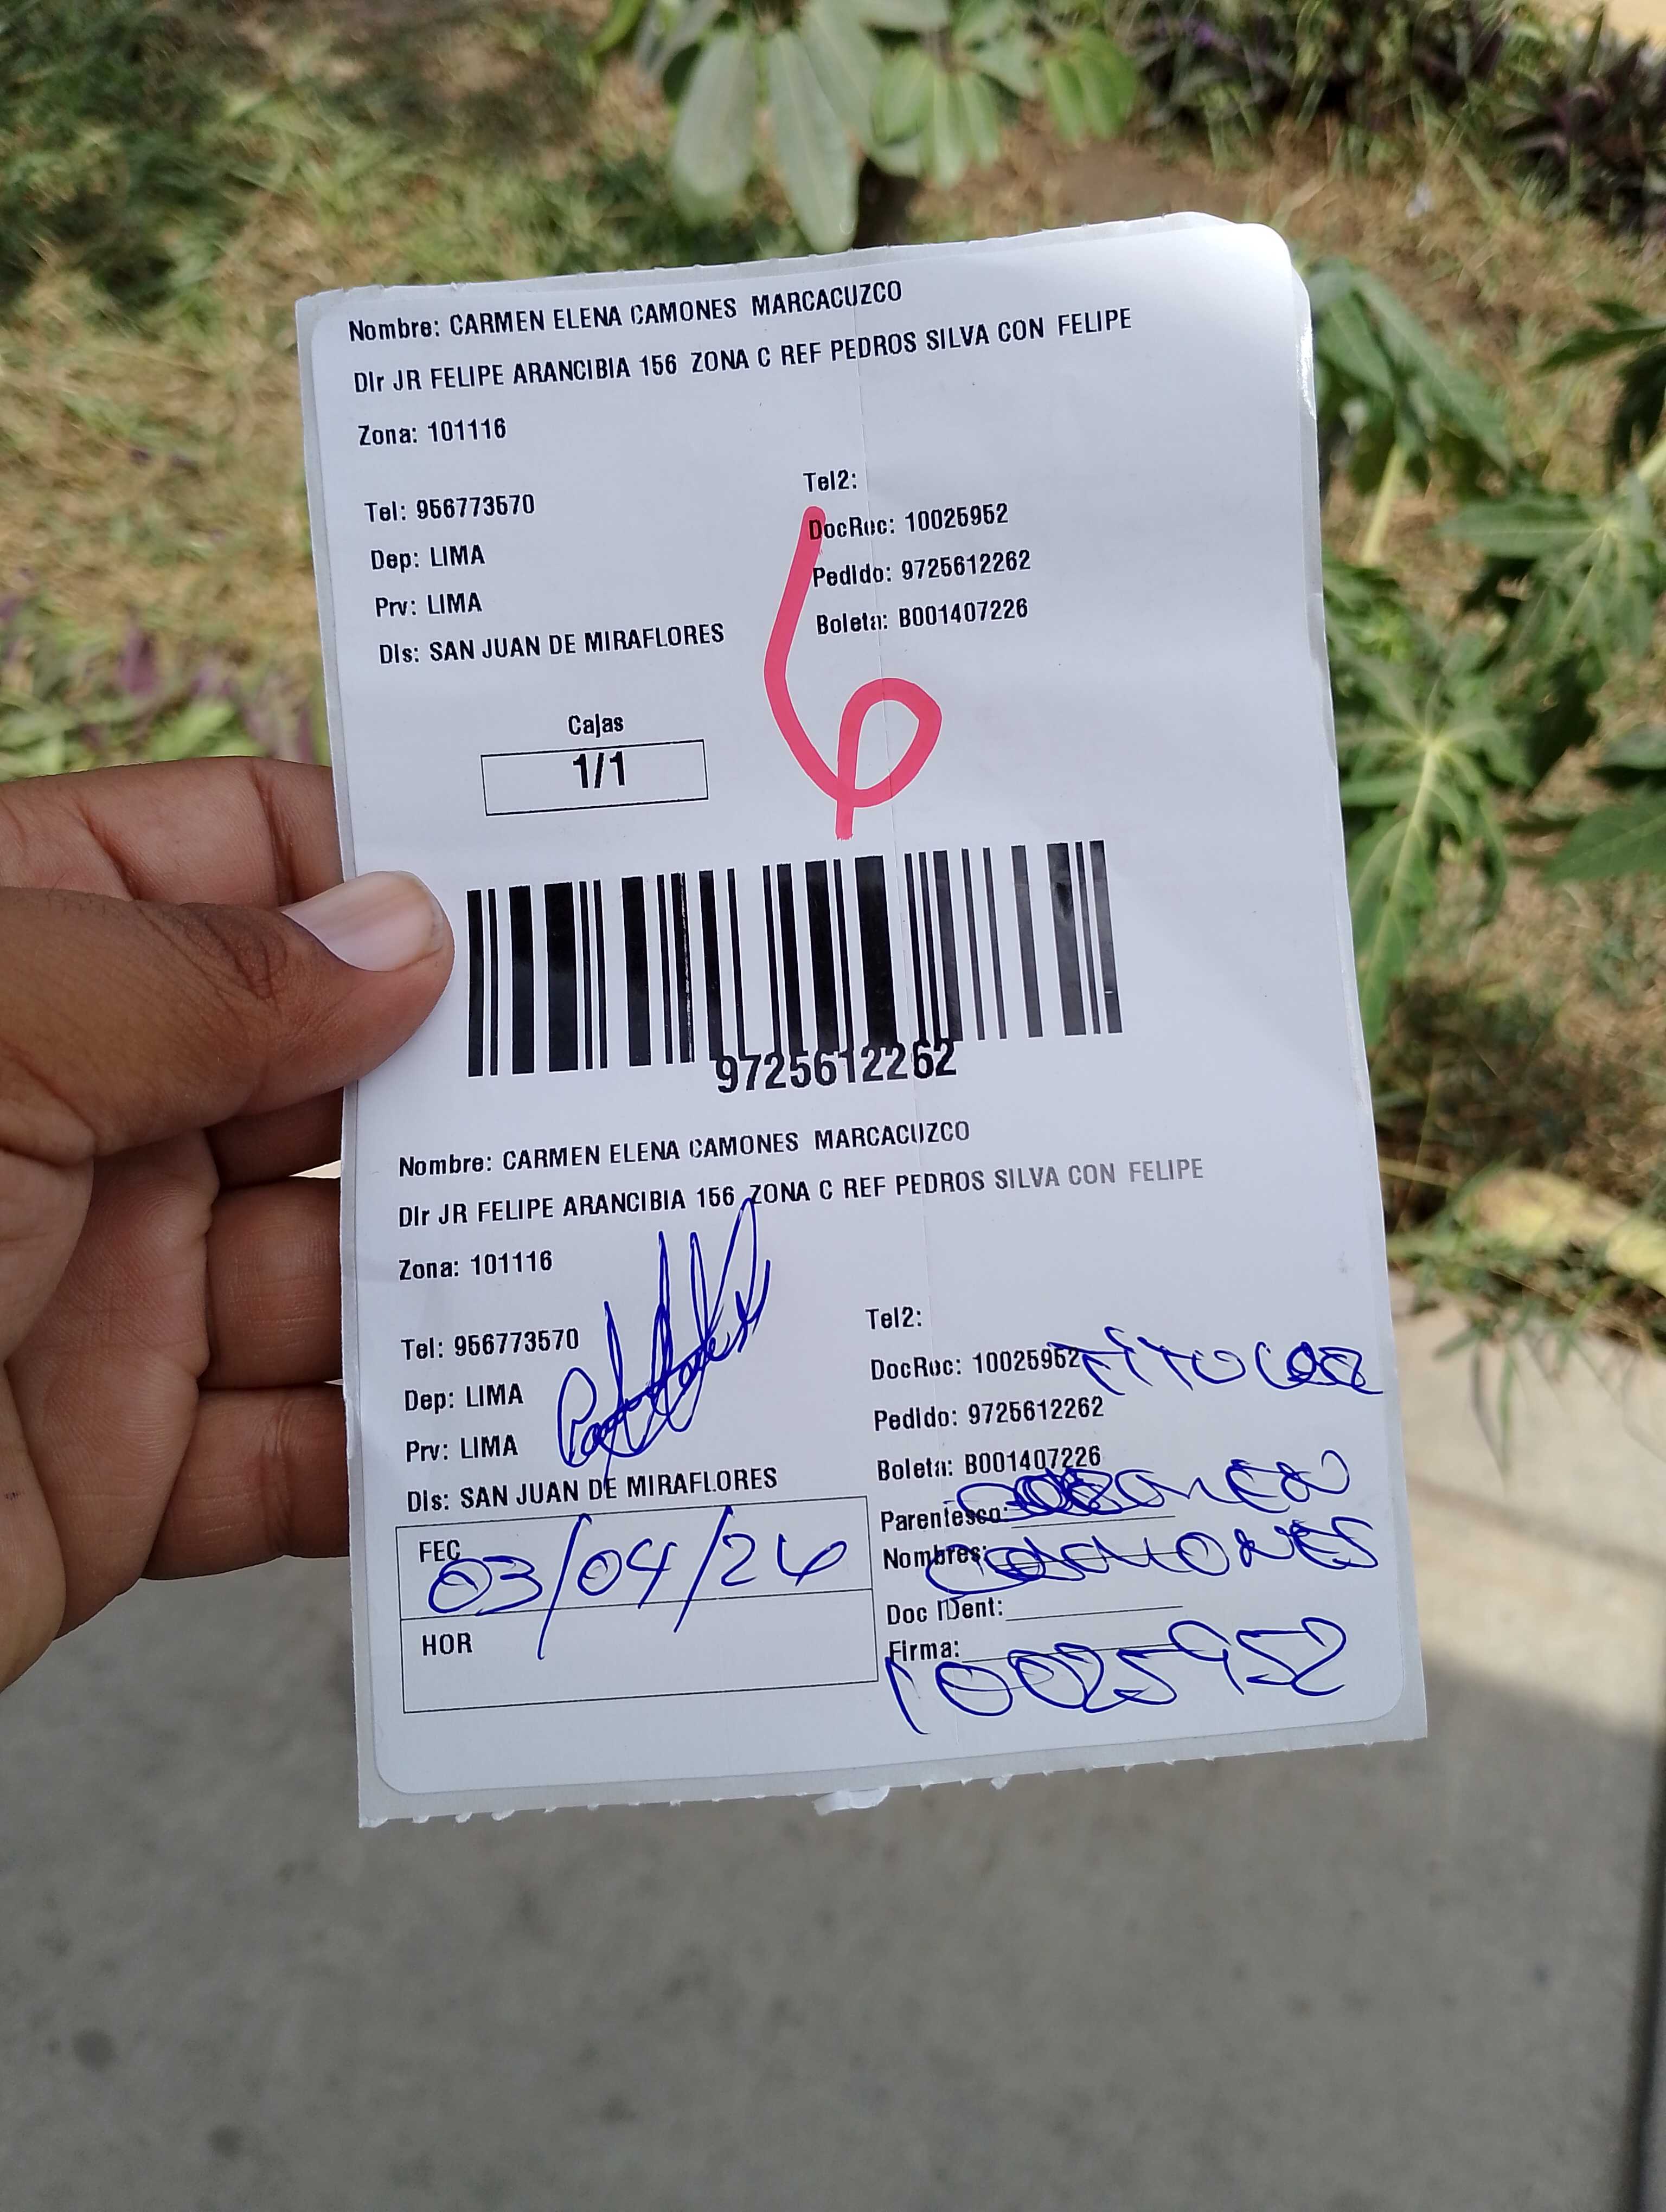 Nombre: CARMEN ELENA CAMONES MARCACUZCO
DIr JR FELIPE ARANCIBIA 156 ZONA C REF PEDROS SILVA CON FELIPE
Zona: 101116
Tel2:
Tel: 956773570
DocRoc: 10025952
Dep: LIMA
PedIdo: 9725612262
Prv: LIMA
Boleta: B001407226
DIs: SAN JUAN DE MIRAFLORES
6
Cajas
1/1
9725612262
Nombre: CARMEN ELENA CAMONES MARCACUZCO
DIr JR FELIPE ARANCIBIA 156 ZONA C REF PEDROS SILVA CON FELIPE
Zona: 101116
Tel2:
Tel: 956773570
DocRoc: 10025952
Dep: LIMA
PedIdo: 9725612262
Prv: LIMA
Boleta: B001407226
DIs: SAN JUAN DE MIRAFLORES
Parentesco:
FEC
03/04/26
Nombres: CAMONES
Doc IDent:
HOR
Firma:
10025952